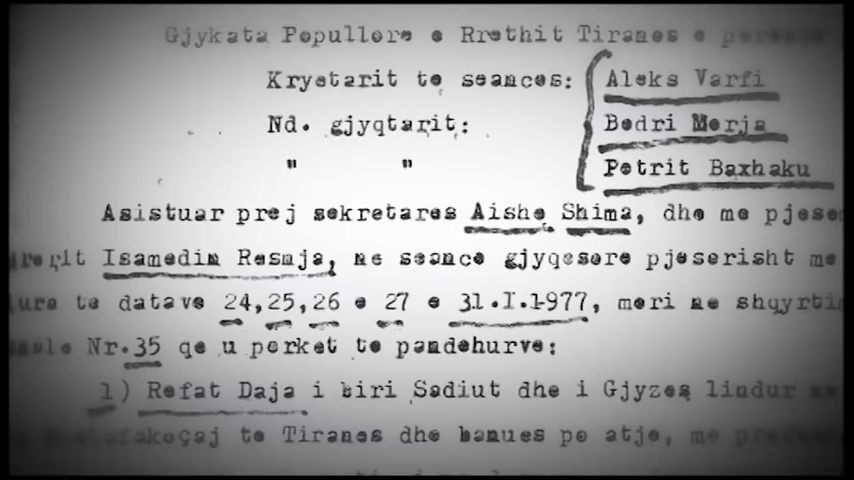 Gjykata Popullore e Rrethit Tiranes e
Kryetarit te seances: Aleks Varfi
Nd. gjyqtarit: Bedri Merja
" " Petrit Baxhaku
Asistuar prej sekretares Aishe Shima, dhe me
Isamedin Resmja, ne seance gjyqesore pjeserisht me
te datave 24,25,26 e 27 e 31.I.1977, mori ne
Nr.35 qe u perket te pandehurve:
1) Refat Daja i biri Sadiut dhe i Gjyzes lindur ne
te Tiranes dhe banues po atje, me